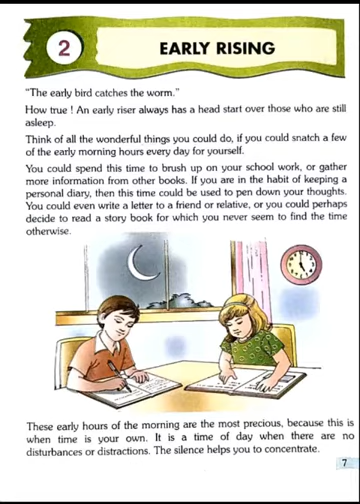 2
EARLY RISING
"The early bird catches the worm."
How true ! An early riser always has a head start over those who are still
asleep.
Think of all the wonderful things you could do, if you could snatch a few
of the early morning hours every day for yourself.
You could spend this time to brush up on your school work, or gather
more information from other books. If you are in the habit of keeping a
personal diary, then this time could be used to pen down your thoughts.
You could even write a letter to a friend or relative, or you could perhaps
decide to read a story book for which you never seem to find the time
otherwise.
These early hours of the morning are the most precious, because this is
when time is your own. It is a time of day when there are no
disturbances or distractions. The silence helps you to concentrate.
7